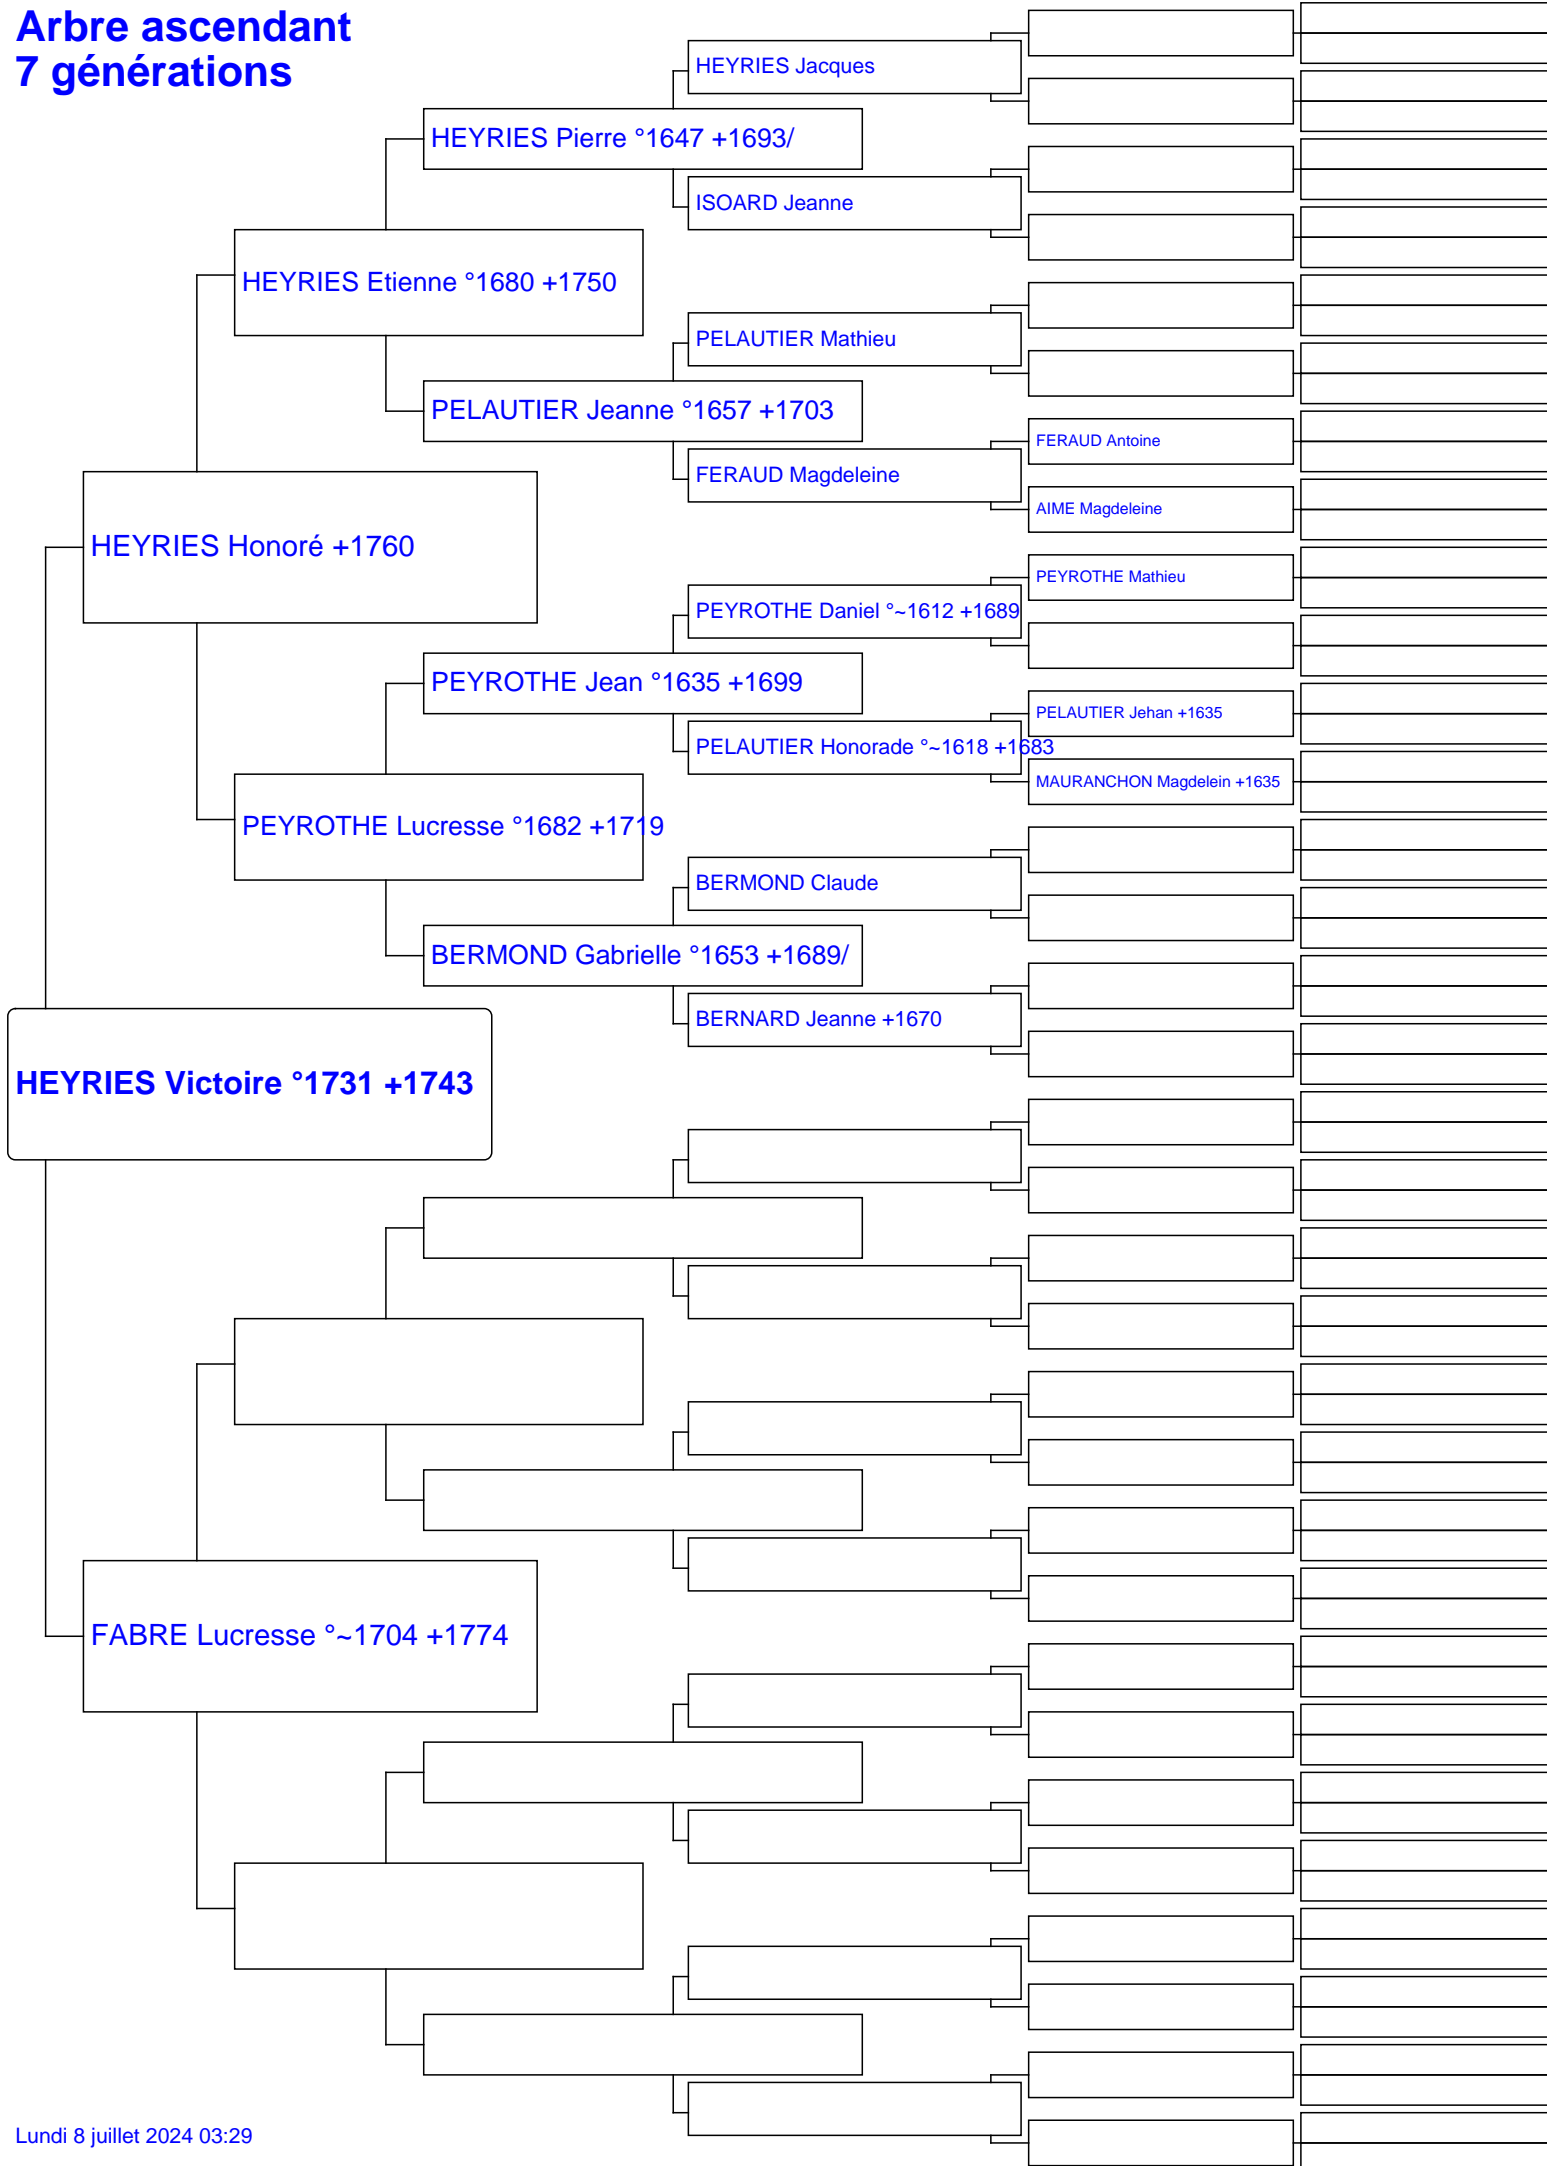 Arbre ascendant
7 générations
HEYRIES Jacques
HEYRIES Pierre °1647 +1693/
ISOARD Jeanne
HEYRIES Etienne °1680 +1750
PELAUTIER Mathieu
PELAUTIER Jeanne °1657 +1703
FERAUD Antoine
FERAUD Magdeleine
AIME Magdeleine
HEYRIES Honoré +1760
PEYROTHE Mathieu
PEYROTHE Daniel °~1612 +1689
PEYROTHE Jean °1635 +1699
PELAUTIER Jehan +1635
PELAUTIER Honorade °~1618 +1683
MAURANCHON Magdelein +1635
PEYROTHE Lucresse °1682 +1719
BERMOND Claude
BERMOND Gabrielle °1653 +1689/
BERNARD Jeanne +1670
HEYRIES Victoire °1731 +1743
FABRE Lucresse °~1704 +1774
Lundi 8 juillet 2024 03:29